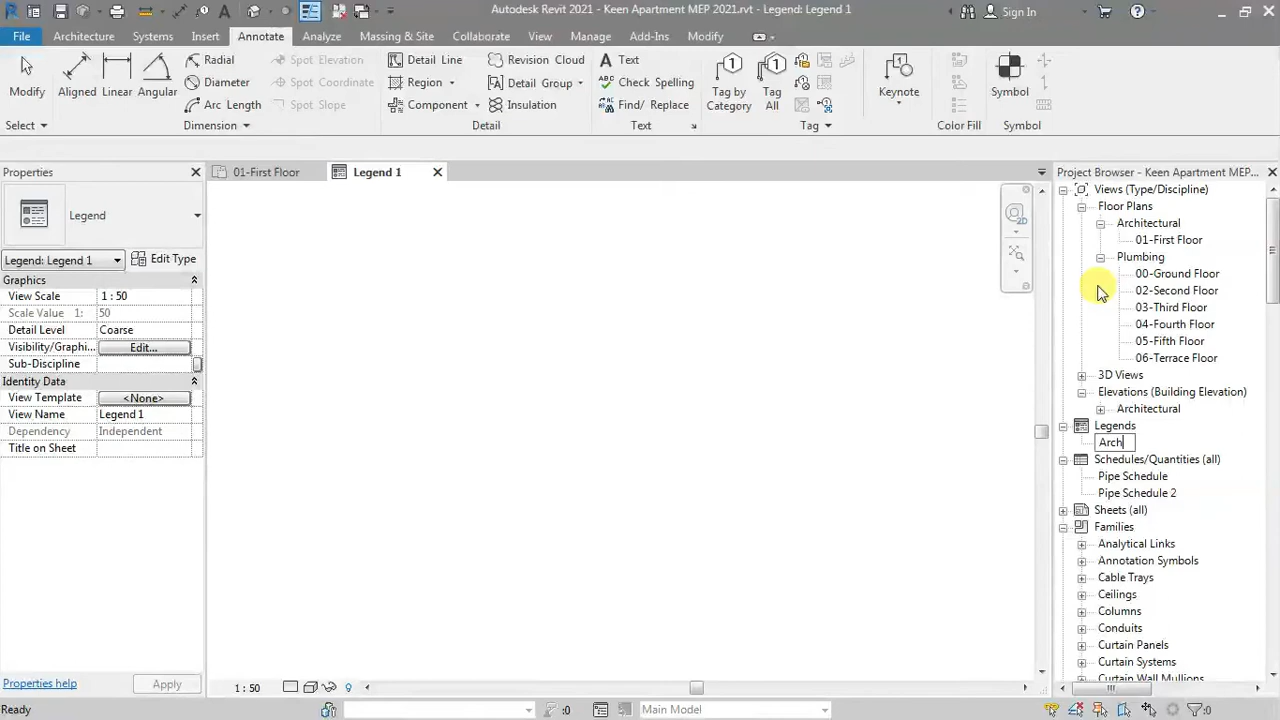 Autodesk Revit 2021 - Keen Apartment MEP 2021.rvt - Legend: Legend 1
Sign In
File Architecture Systems Insert Annotate Analyze Massing & Site Collaborate View Manage Add-Ins Modify
Modify
Select
Aligned Linear Angular
Radial
Diameter
Arc Length
Spot Elevation
Spot Coordinate
Spot Slope
Dimension
Detail Line
Region
Component
Revision Cloud
Detail Group
Insulation
Detail
Text
Check Spelling
Find/ Replace
Text
Tag by Category
Tag All
Tag
Keynote
Color Fill
Symbol
Symbol
Properties
Legend
Legend: Legend 1 Edit Type
Graphics
View Scale 1 : 50
Scale Value 1: 50
Detail Level Coarse
Visibility/Graphi... Edit...
Sub-Discipline
Identity Data
View Template <None>
View Name Legend 1
Dependency Independent
Title on Sheet
Properties help Apply
01-First Floor
Legend 1
2D
1 : 50
Project Browser - Keen Apartment MEP...
Views (Type/Discipline)
Floor Plans
Architectural
01-First Floor
Plumbing
00-Ground Floor
02-Second Floor
03-Third Floor
04-Fourth Floor
05-Fifth Floor
06-Terrace Floor
3D Views
Elevations (Building Elevation)
Architectural
Legends
Arch
Schedules/Quantities (all)
Pipe Schedule
Pipe Schedule 2
Sheets (all)
Families
Analytical Links
Annotation Symbols
Cable Trays
Ceilings
Columns
Conduits
Curtain Panels
Curtain Systems
Curtain Wall Mullions
Ready
:0
Main Model
:0